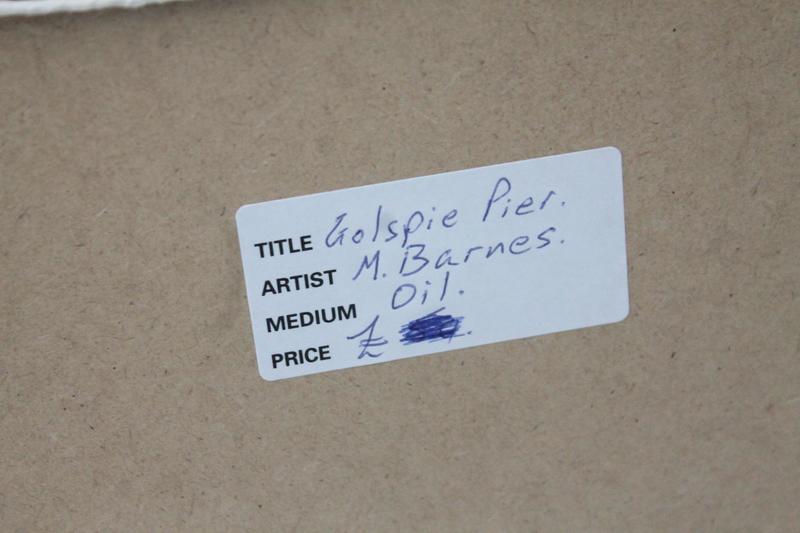 TITLE Golspie Pier.
ARTIST M. Barnes.
MEDIUM Oil.
PRICE £